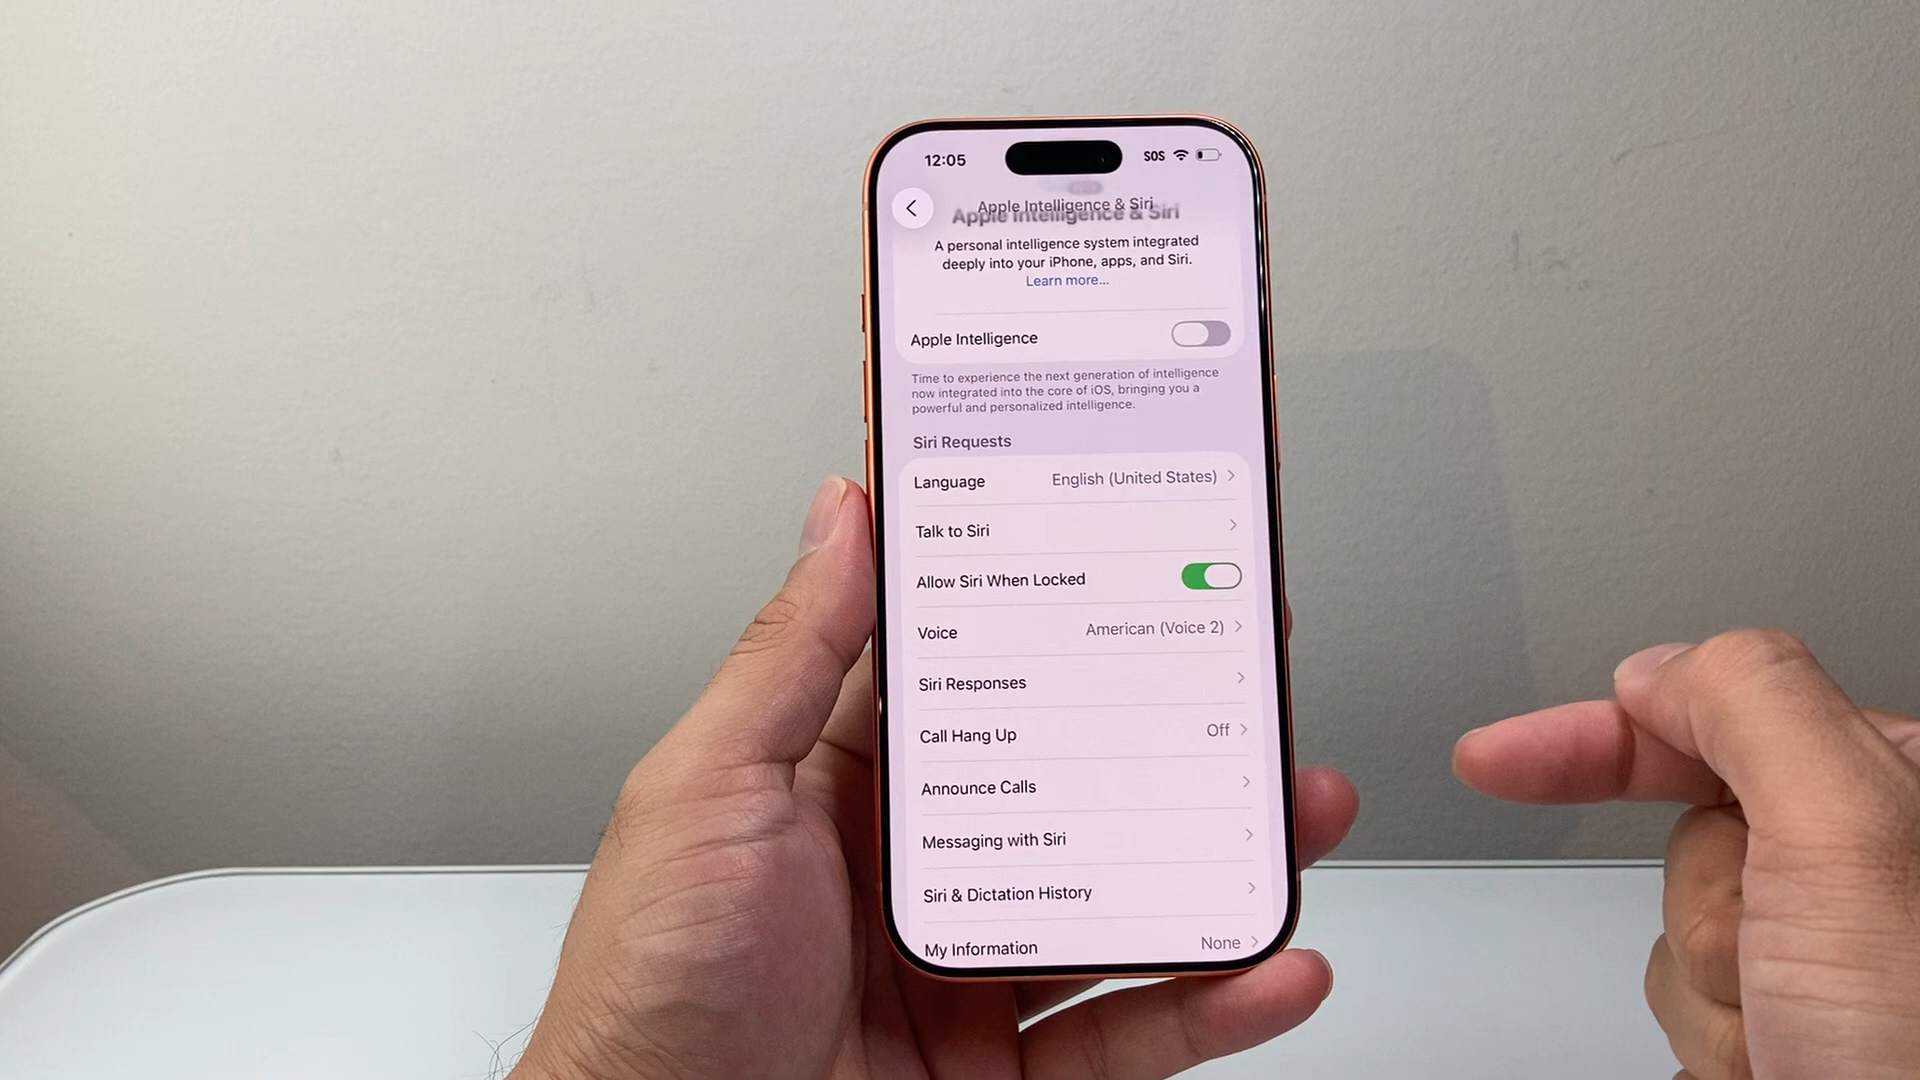 12:05
SOS
Apple Intelligence & Siri
Apple Intelligence & Siri
A personal intelligence system integrated
deeply into your iPhone, apps, and Siri.
Learn more...
Apple Intelligence
Time to experience the next generation of intelligence
now integrated into the core of iOS, bringing you a
powerful and personalized intelligence.
Siri Requests
Language English (United States)
Talk to Siri
Allow Siri When Locked
Voice American (Voice 2)
Siri Responses
Call Hang Up Off
Announce Calls
Messaging with Siri
Siri & Dictation History
My Information None